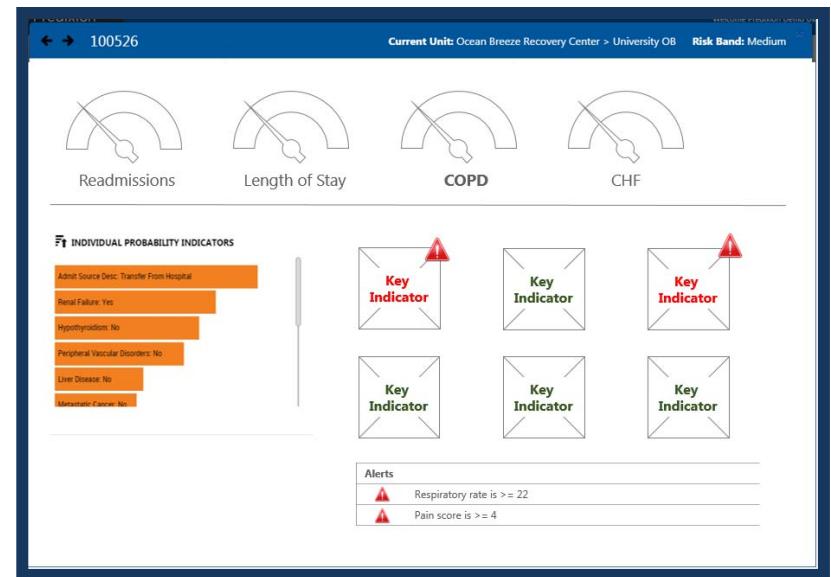 100526
Current Unit: Ocean Breeze Recovery Center > University OB Risk Band: Medium
Readmissions
Length of Stay
COPD
CHF
INDIVIDUAL PROBABILITY INDICATORS
Admit Source Desc: Transfer From Hospital
Renal Failure: Yes
Hypothyroidism: No
Peripheral Vascular Disorders: No
Liver Disease: No
Metastatic Cancer: No
Key
Indicator
Key
Indicator
Key
Indicator
Key
Indicator
Key
Indicator
Key
Indicator
Alerts
Respiratory rate is >= 22
Pain score is >= 4